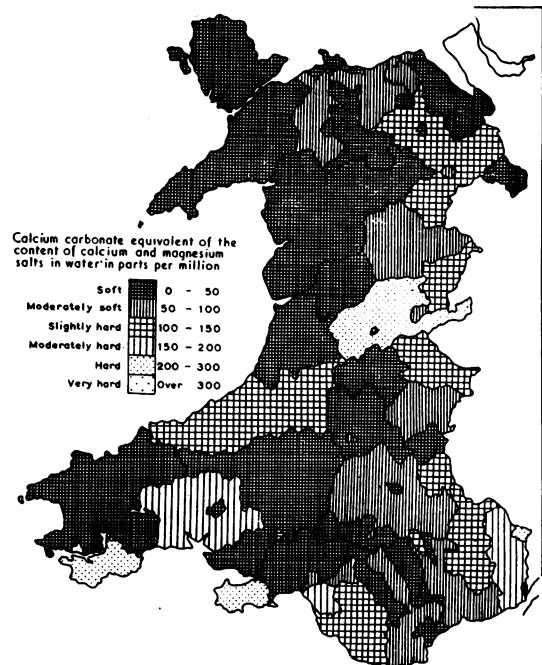 Calcium carbonate equivalent of the
content of calcium and magnesium
salts in water in parts per million
Soft 0 - 50
Moderately soft 50 - 100
Slightly hard 100 - 150
Moderately hard 150 - 200
Hard 200 - 300
Very hard Over 300